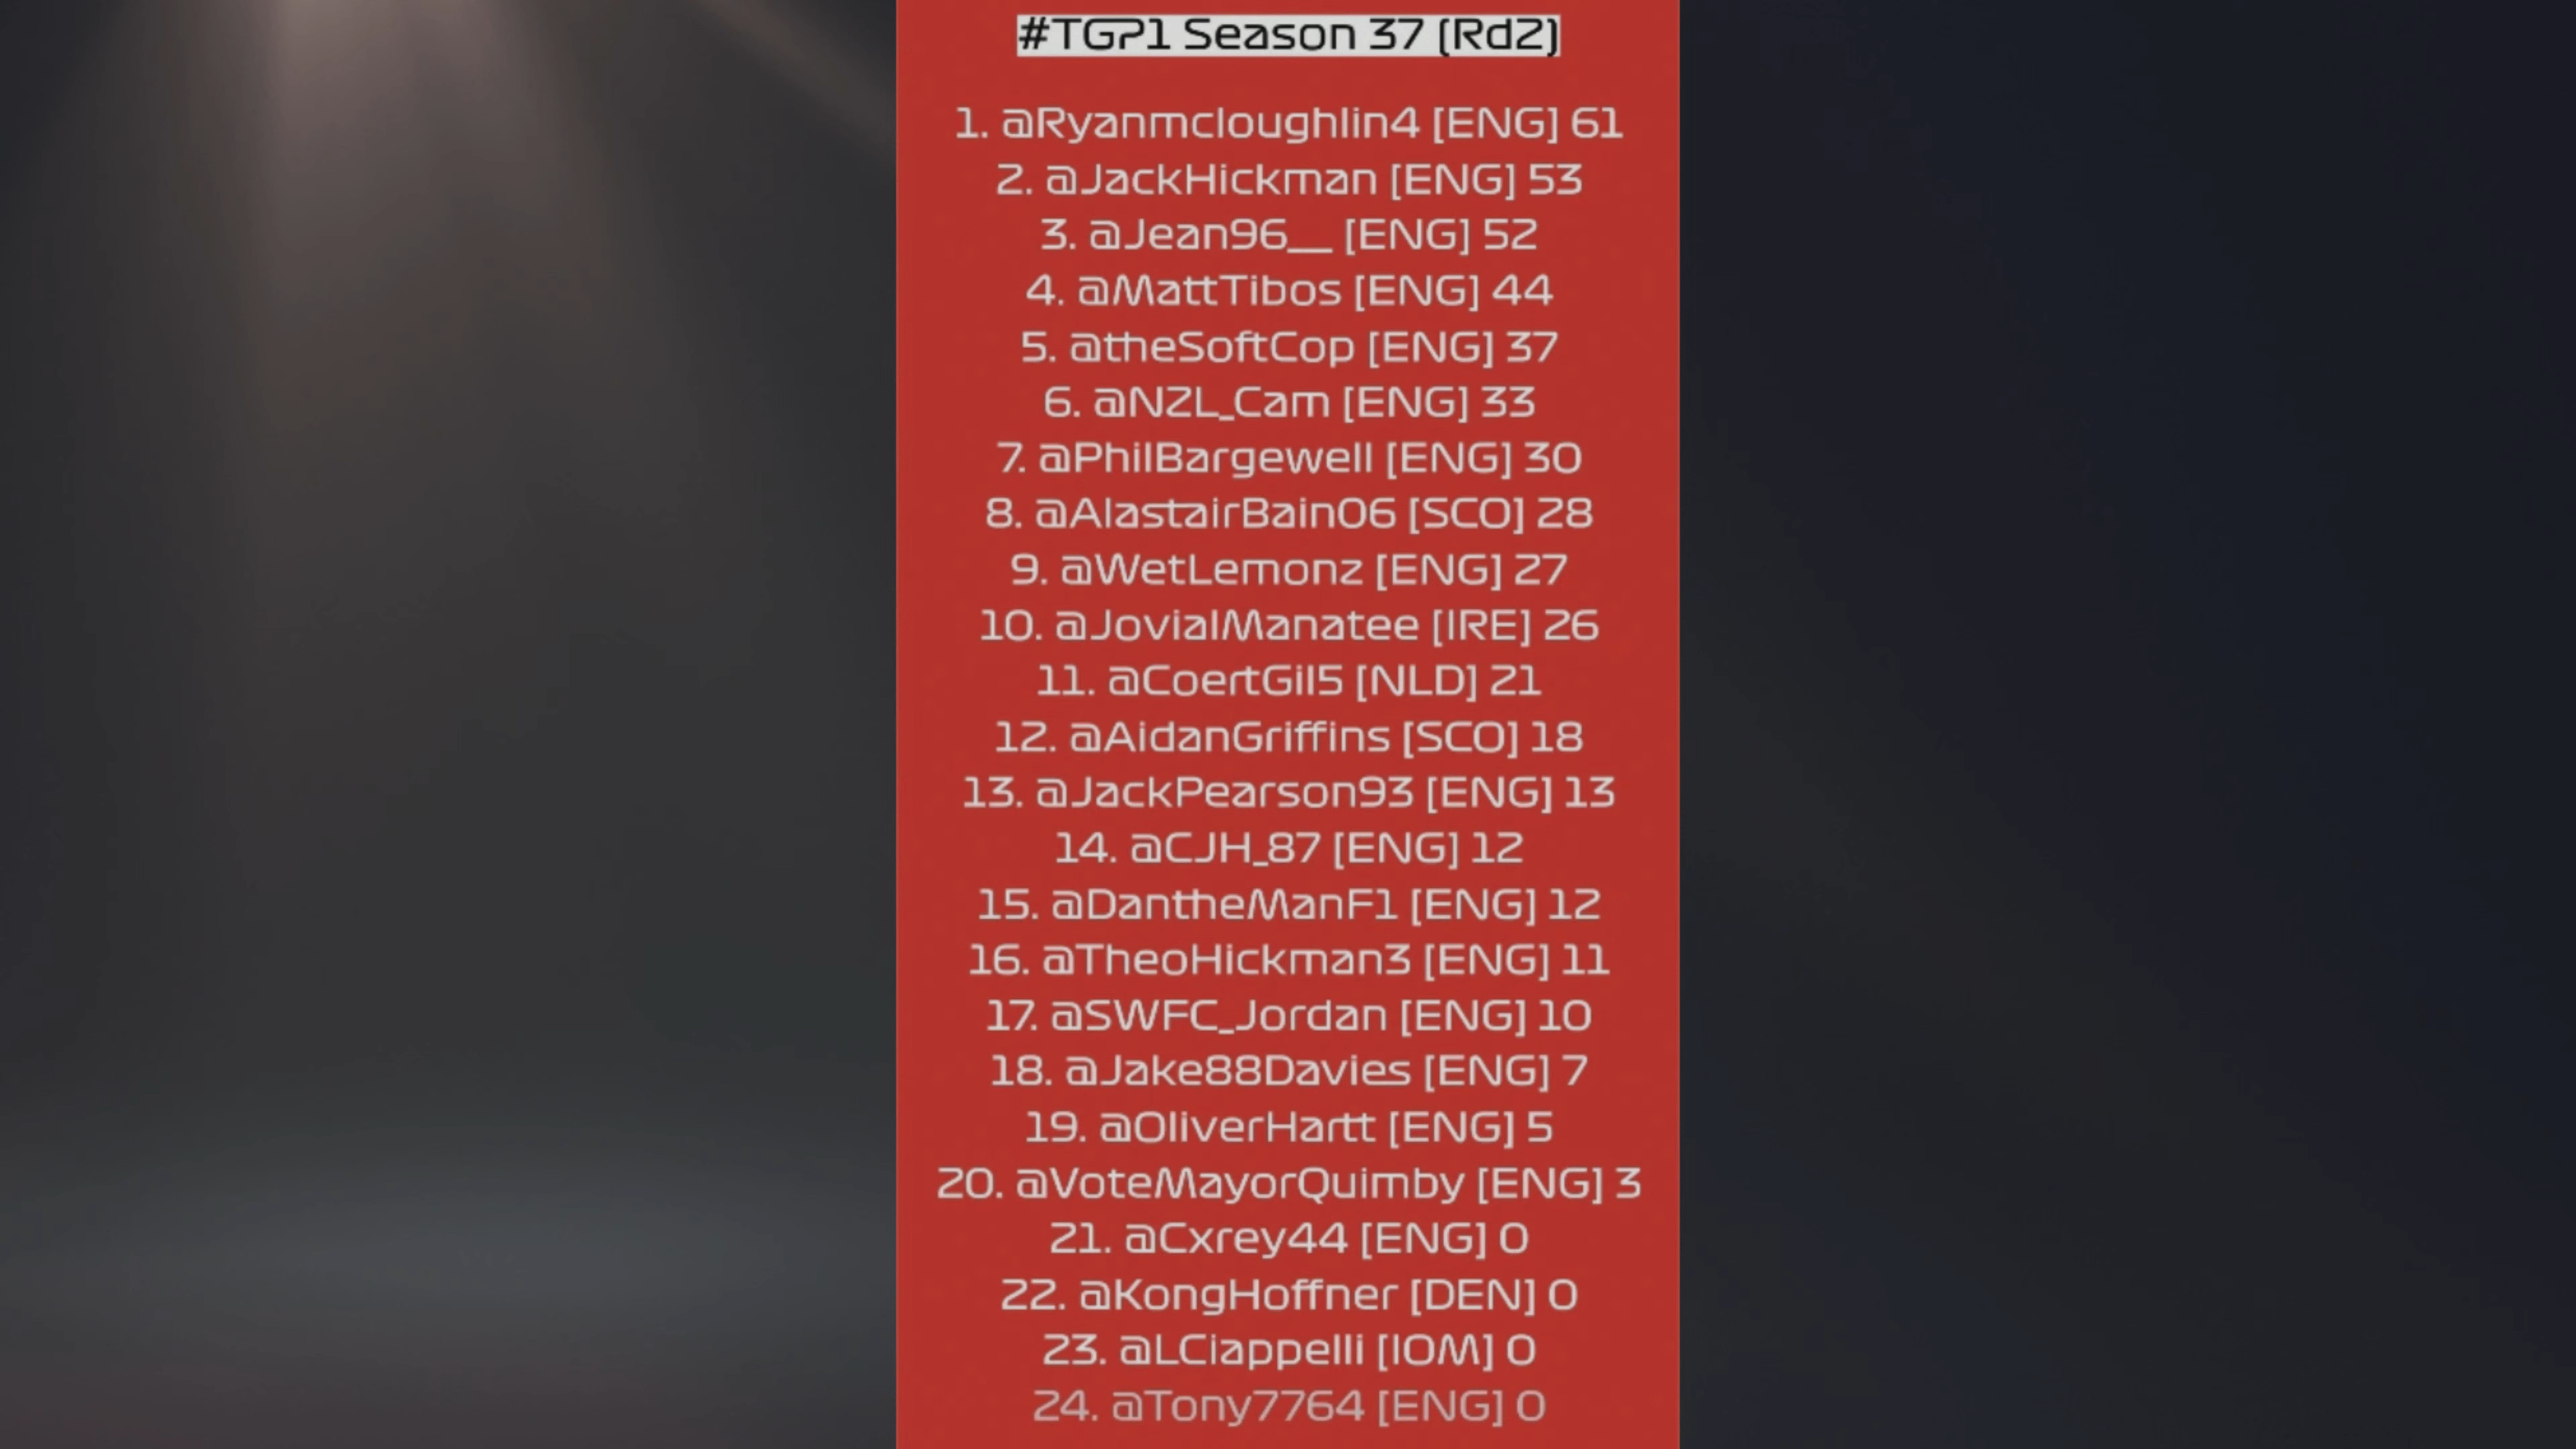 #TGP1 Season 37 (Rd2)
1. @Ryanmcloughlin4 [ENG] 61
2. @JackHickman [ENG] 53
3. @Jean96__ [ENG] 52
4. @MattTibos [ENG] 44
5. @theSoftCop [ENG] 37
6. @NZL_Cam [ENG] 33
7. @PhilBargewell [ENG] 30
8. @AlastairBain06 [SCO] 28
9. @WetLemonz [ENG] 27
10. @JovialManatee [IRE] 26
11. @CoertGil5 [NLD] 21
12. @AidanGriffins [SCO] 18
13. @JackPearson93 [ENG] 13
14. @CJH_87 [ENG] 12
15. @DantheManF1 [ENG] 12
16. @TheoHickman3 [ENG] 11
17. @SWFC_Jordan [ENG] 10
18. @Jake88Davies [ENG] 7
19. @OliverHartt [ENG] 5
20. @VoteMayorQuimby [ENG] 3
21. @Cxrey44 [ENG] 0
22. @KongHoffner [DEN] 0
23. @LCiappelli [IOM] 0
24. @Tony7764 [ENG] 0